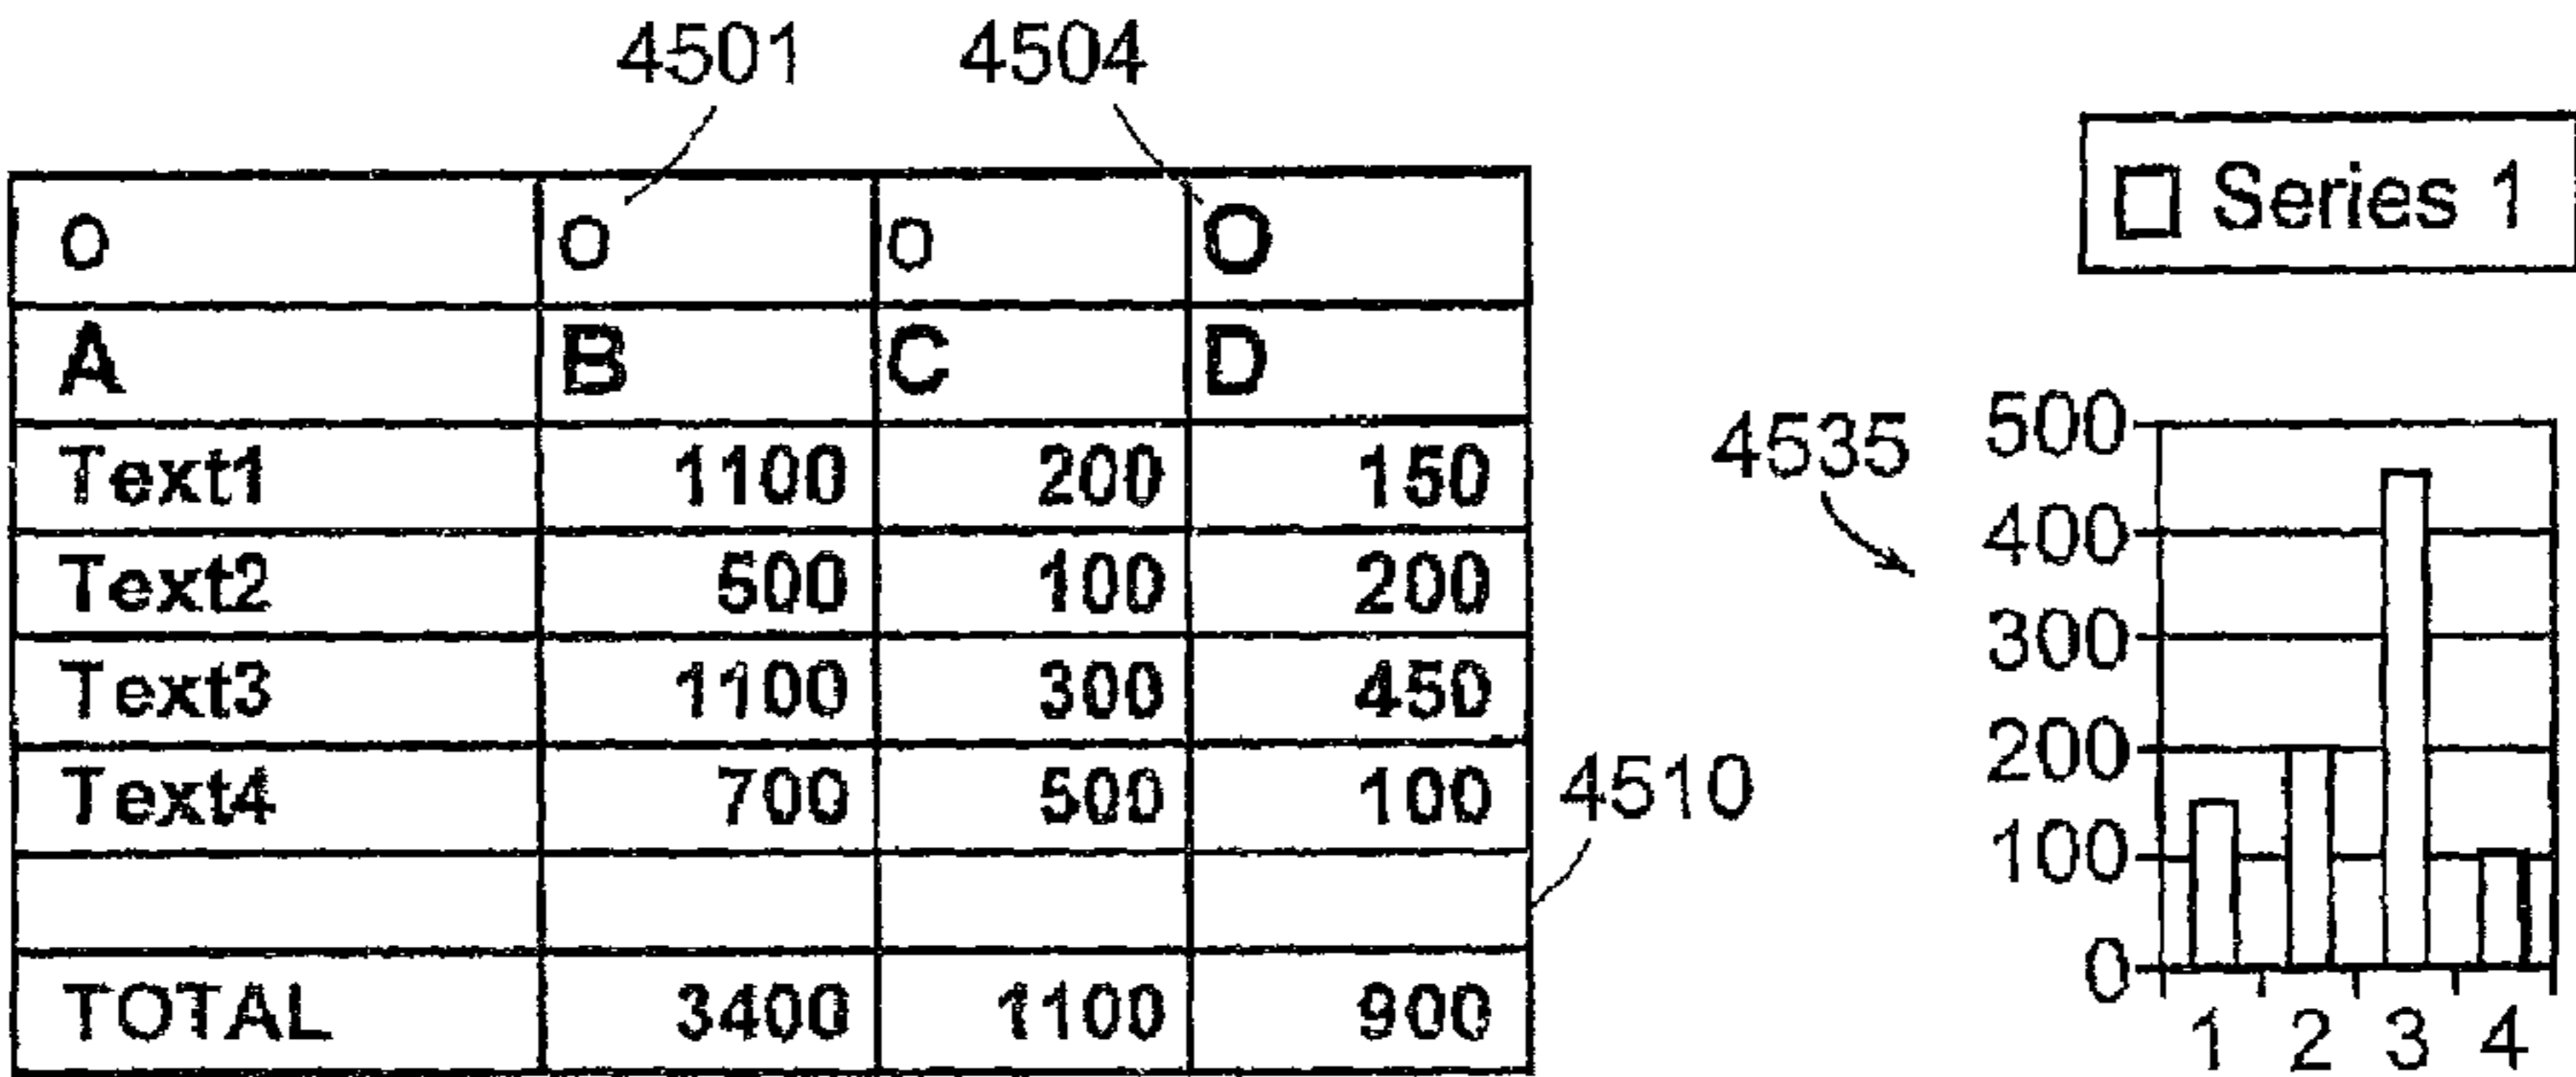 4501 4504
o o o O
A B C D
Text1 1100 200 150
Text2 500 100 200
Text3 1100 300 450
Text4 700 500 100
4510
TOTAL 3400 1100 900
Series 1
4535
500
400
300
200
100
0
1 2 3 4